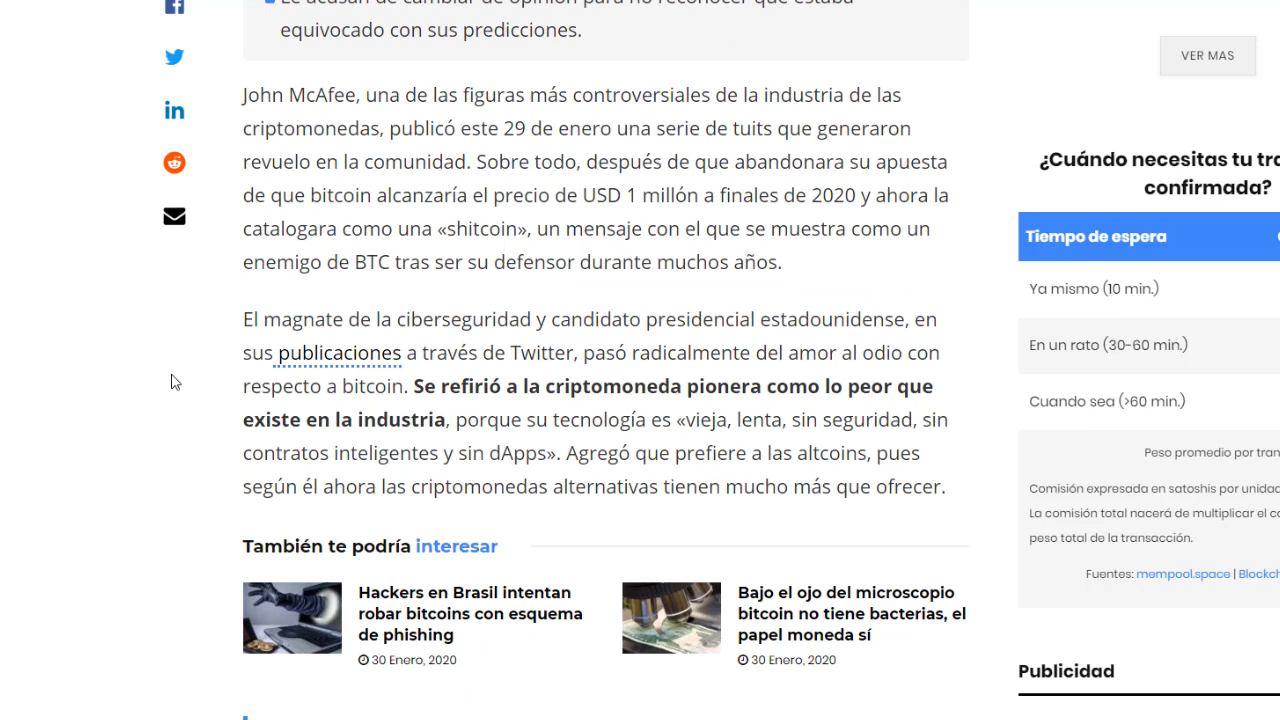 Le acusan de cambiar de opinión para no reconocer que estaba
equivocado con sus predicciones.
VER MAS
John McAfee, una de las figuras más controversiales de la industria de las
criptomonedas, publicó este 29 de enero una serie de tuits que generaron
revuelo en la comunidad. Sobre todo, después de que abandonara su apuesta
de que bitcoin alcanzaría el precio de USD 1 millón a finales de 2020 y ahora la
catalogara como una «shitcoin», un mensaje con el que se muestra como un
enemigo de BTC tras ser su defensor durante muchos años.
El magnate de la ciberseguridad y candidato presidencial estadounidense, en
sus publicaciones a través de Twitter, pasó radicalmente del amor al odio con
respecto a bitcoin. Se refirió a la criptomoneda pionera como lo peor que
existe en la industria, porque su tecnología es «vieja, lenta, sin seguridad, sin
contratos inteligentes y sin dApps». Agregó que prefiere a las altcoins, pues
según él ahora las criptomonedas alternativas tienen mucho más que ofrecer.
También te podría interesar
Hackers en Brasil intentan
robar bitcoins con esquema
de phishing
30 Enero, 2020
Bajo el ojo del microscopio
bitcoin no tiene bacterias, el
papel moneda sí
30 Enero, 2020
¿Cuándo necesitas tu
confirmada?
Tiempo de espera
Ya mismo (10 min.)
En un rato (30-60 min.)
Cuando sea (>60 min.)
Peso promedio por
Comisión expresada en satoshis por
La comisión total nacerá de multiplicar el
peso total de la transacción.
Fuentes: mempool.space |
Publicidad